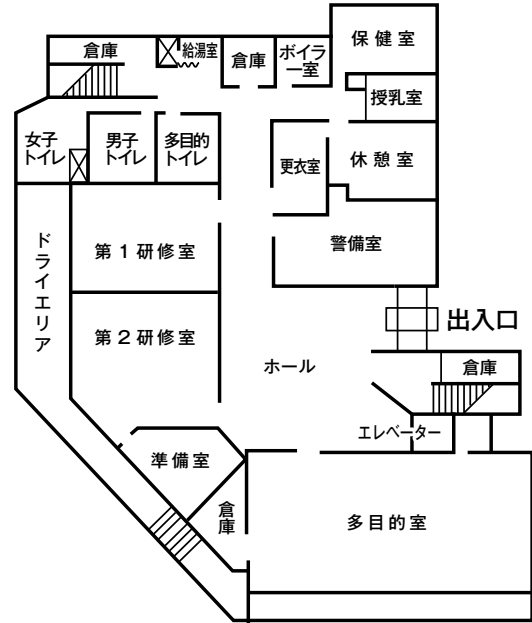 保健室
倉庫
給湯室
倉庫
ボイラ
ー室
授乳室
女子
トイレ
男子
トイレ
多目的
トイレ
更衣室
休憩室
警備室
ドライエリア
第1研修室
出入口
第2研修室
ホール
倉庫
エレベーター
準備室
倉庫
多目的室